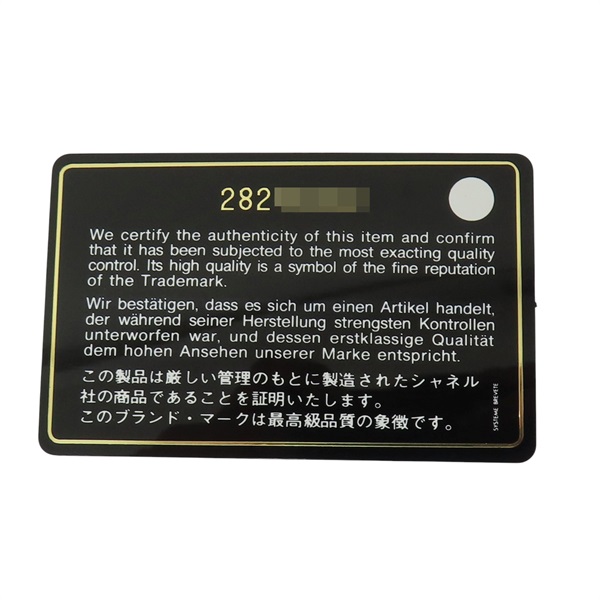 282
We certify the authenticity of this item and confirm
that it has been subjected to the most exacting quality
control. Its high quality is a symbol of the fine reputation
of the Trademark.
Wir bestätigen, dass es sich um einen Artikel handelt,
der während seiner Herstellung strengsten Kontrollen
unterworfen war, und dessen erstklassige Qualität
dem hohen Ansehen unserer Marke entspricht.
この製品は厳しい管理のもとに製造されたシャネル
社の商品であることを証明いたします。
このブランド・マークは最高級品質の象徴です。
SYSTEME BREVETE